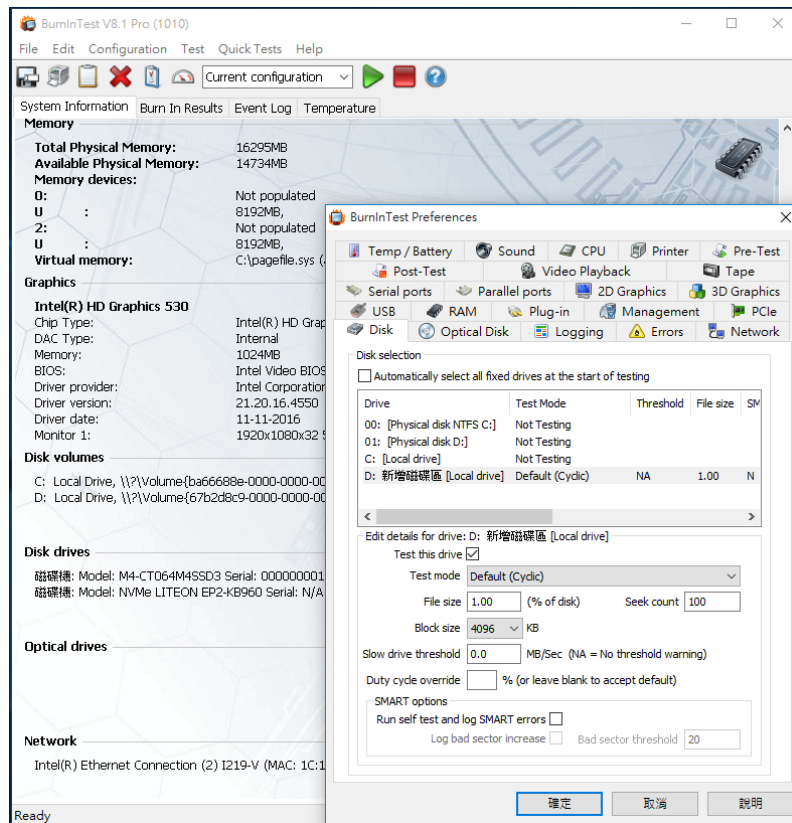 BurnInTest V8.1 Pro (1010)
File Edit Configuration Test Quick Tests Help
Current configuration
System Information Burn In Results Event Log Temperature
Memory
Total Physical Memory: 16295MB
Available Physical Memory: 14734MB
Memory devices:
0: Not populated
U : 8192MB,
2: Not populated
U : 8192MB,
Virtual memory: C:\pagefile.sys (
Graphics
Intel(R) HD Graphics 530
Chip Type: Intel(R) HD Grap
DAC Type: Internal
Memory: 1024MB
BIOS: Intel Video BIOS
Driver provider: Intel Corporation
Driver version: 21.20.16.4550
Driver date: 11-11-2016
Monitor 1: 1920x1080x32
Disk volumes
C: Local Drive, \\?\Volume{ba66688e-0000-0000-00
D: Local Drive, \\?\Volume{67b2d8c9-0000-0000-00
Disk drives
磁碟機: Model: M4-CT064M4SSD3 Serial: 000000001
磁碟機: Model: NVMe LITEON EP2-KB960 Serial: N/A
Optical drives
Network
Intel(R) Ethernet Connection (2) I219-V (MAC: 1C:1
Ready
BurnInTest Preferences
Temp / Battery Sound CPU Printer Pre-Test
Post-Test Video Playback Tape
Serial ports Parallel ports 2D Graphics 3D Graphics
USB RAM Plug-in Management PCIe
Disk Optical Disk Logging Errors Network
Disk selection
Automatically select all fixed drives at the start of testing
Drive Test Mode Threshold File size SM
00: [Physical disk NTFS C:] Not Testing
01: [Physical disk D:] Not Testing
C: [Local drive] Not Testing
D: 新增磁碟區 [Local drive] Default (Cyclic) NA 1.00 N
Edit details for drive: D: 新增磁碟區 [Local drive]
Test this drive
Test mode Default (Cyclic)
File size 1.00 (% of disk) Seek count 100
Block size 4096 KB
Slow drive threshold 0.0 MB/Sec (NA = No threshold warning)
Duty cycle override % (or leave blank to accept default)
SMART options
Run self test and log SMART errors
Log bad sector increase Bad sector threshold 20
確定 取消 說明